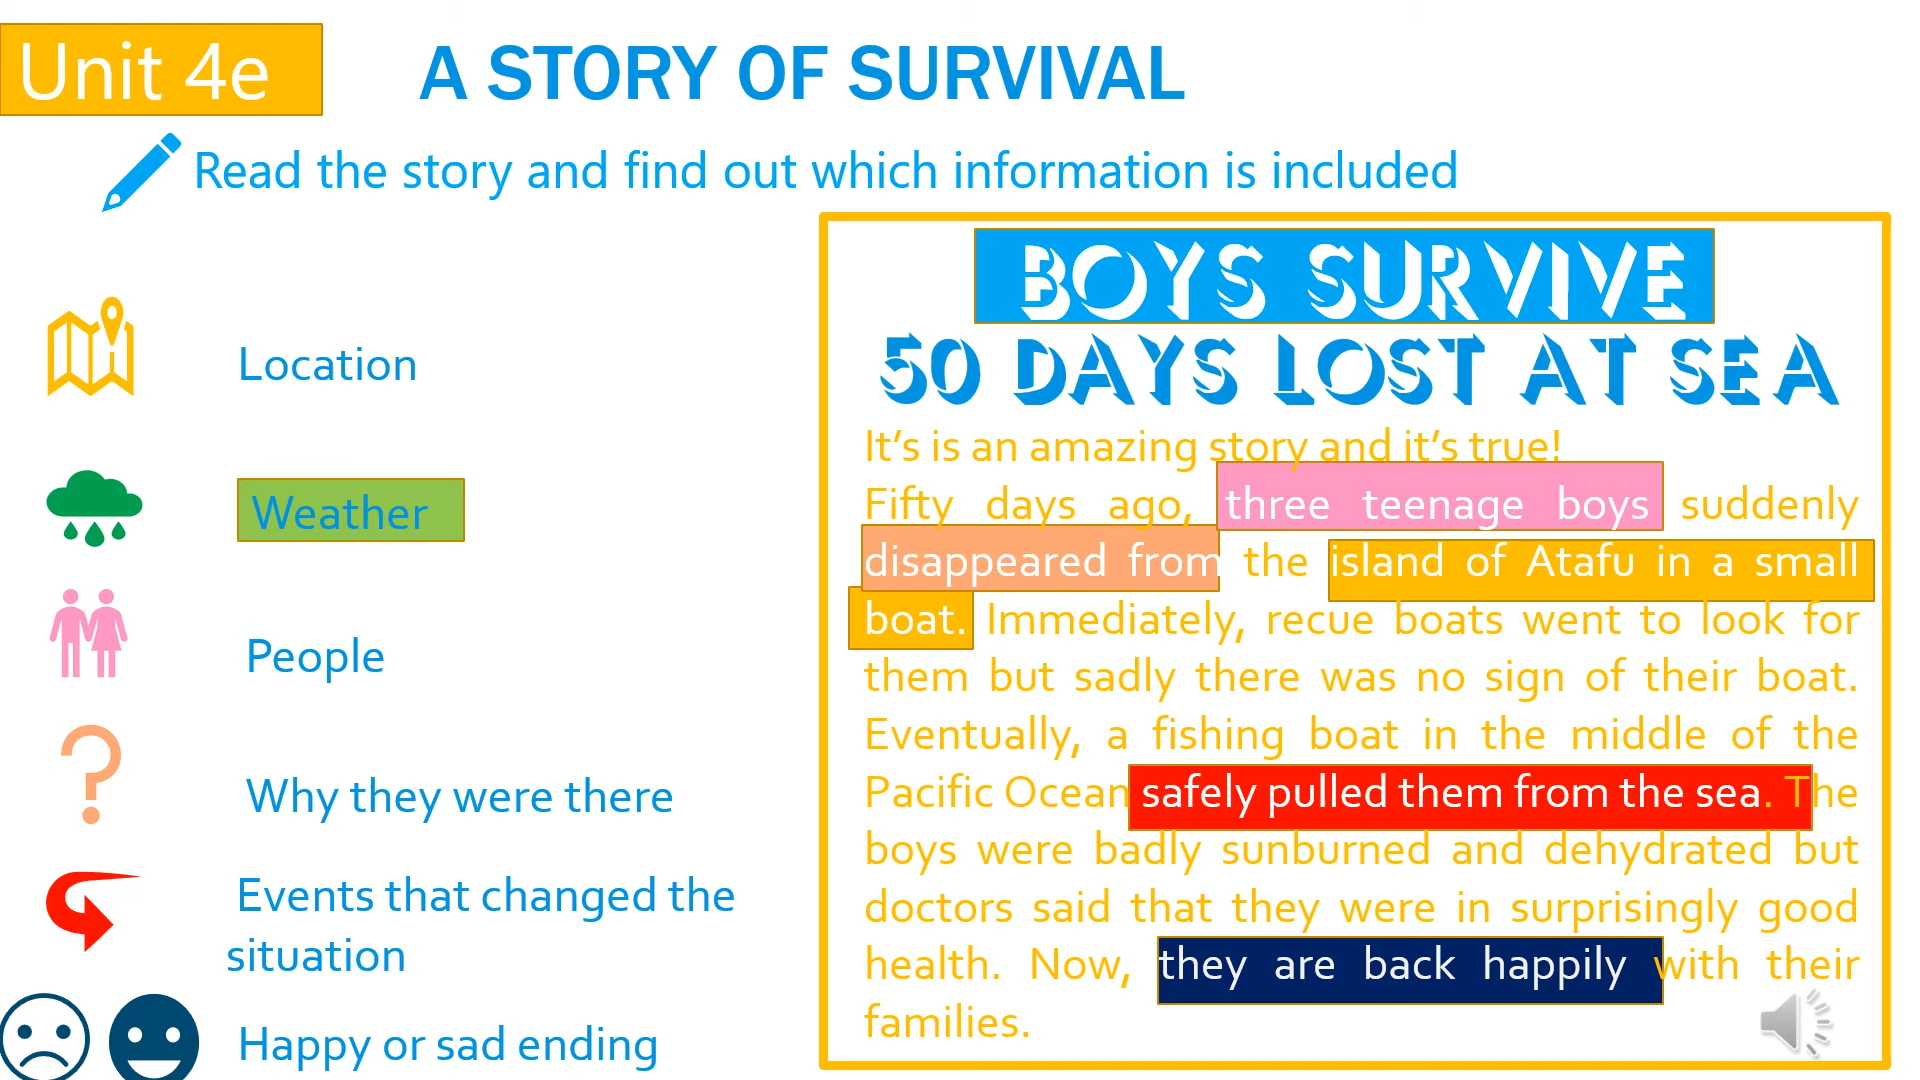 Unit 4e
A STORY OF SURVIVAL
Read the story and find out which information is included
Location
Weather
People
Why they were there
Events that changed the
situation
Happy or sad ending
BOYS SURVIVE
50 DAYS LOST AT SEA
It's is an amazing story and it's true!
Fifty days ago, three teenage boys suddenly
disappeared from the island of Atafu in a small
boat. Immediately, recue boats went to look for
them but sadly there was no sign of their boat.
Eventually, a fishing boat in the middle of the
Pacific Ocean safely pulled them from the sea. The
boys were badly sunburned and dehydrated but
doctors said that they were in surprisingly good
health. Now, they are back happily with their
families.